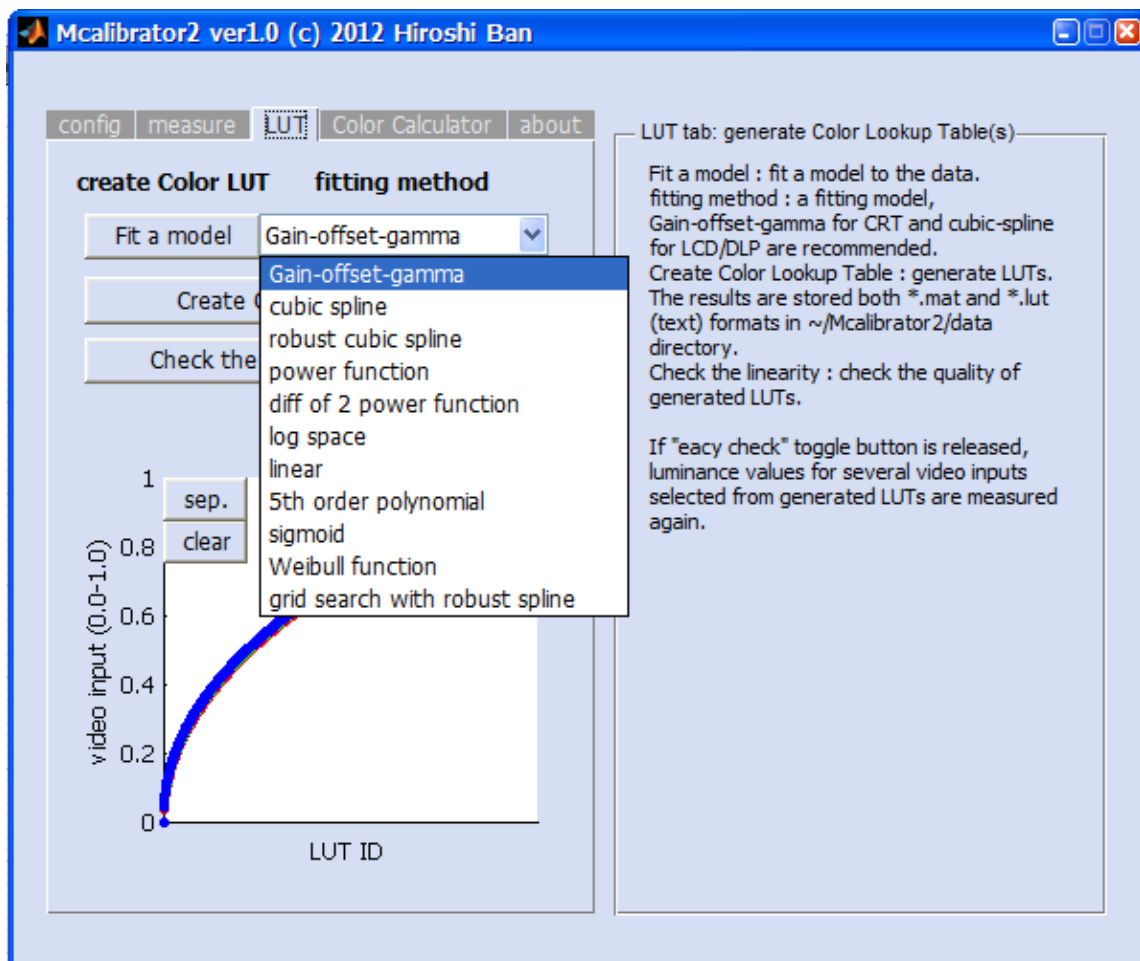 Mcalibrator2 ver1.0 (c) 2012 Hiroshi Ban
config measure LUT Color Calculator about
create Color LUT fitting method
Fit a model Gain-offset-gamma
Gain-offset-gamma
cubic spline
robust cubic spline
power function
diff of 2 power function
log space
linear
5th order polynomial
sigmoid
Weibull function
grid search with robust spline
Create
Check the
sep.
clear
1
0.8
0.6
0.4
0.2
0
video input (0.0-1.0)
LUT ID
LUT tab: generate Color Lookup Table(s)
Fit a model : fit a model to the data.
fitting method : a fitting model,
Gain-offset-gamma for CRT and cubic-spline
for LCD/DLP are recommended.
Create Color Lookup Table : generate LUTs.
The results are stored both *.mat and *.lut
(text) formats in ~/Mcalibrator2/data
directory.
Check the linearity : check the quality of
generated LUTs.
If "eacy check" toggle button is released,
luminance values for several video inputs
selected from generated LUTs are measured
again.